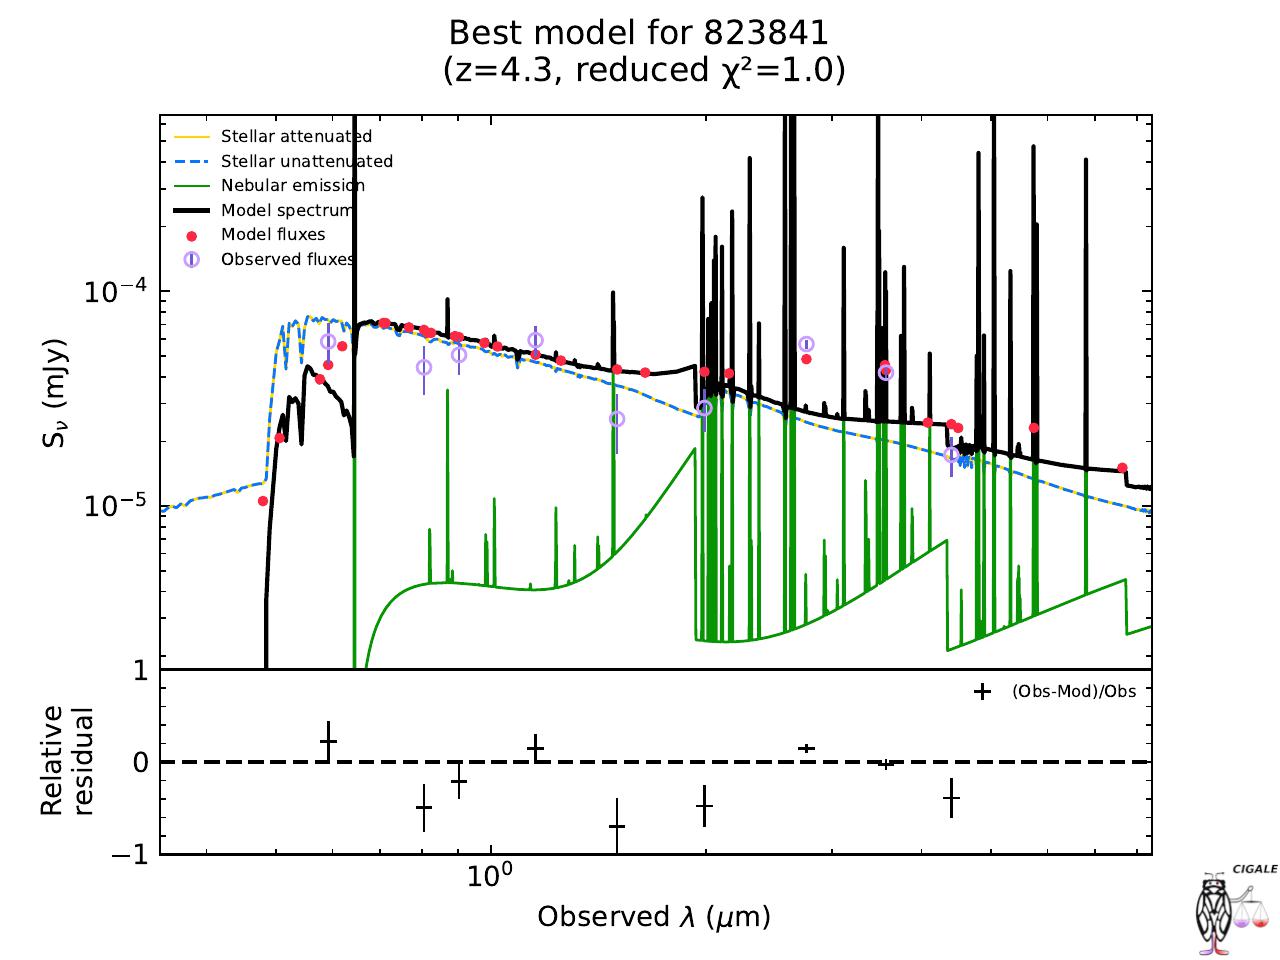 Best model for 823841
(z=4.3, reduced χ²=1.0)
Stellar attenuated
Stellar unattenuated
Nebular emission
Model spectrum
Model fluxes
Observed fluxes
10⁻⁴
10⁻⁵
S𝜈 (mJy)
1
0
−1
Relative
residual
(Obs-Mod)/Obs
10⁰
Observed λ (μm)
CIGALE